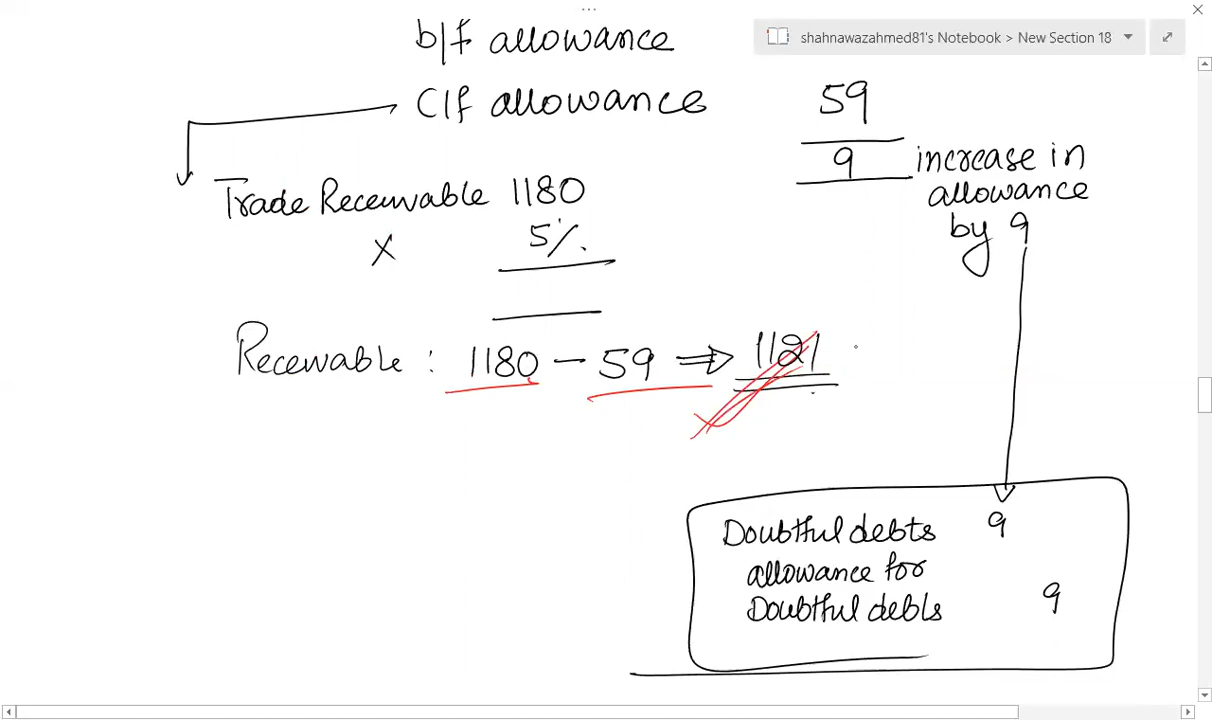 shahnawazahmed81's Notebook > New Section 18
b/f allowance
C/f allowance 59
9 increase in
allowance
by 9
Trade Receivable 1180
X 5%
Receivable : 1180 - 59 ⇒ 1121
Doubtful debts 9
allowance for
Doubtful debts 9